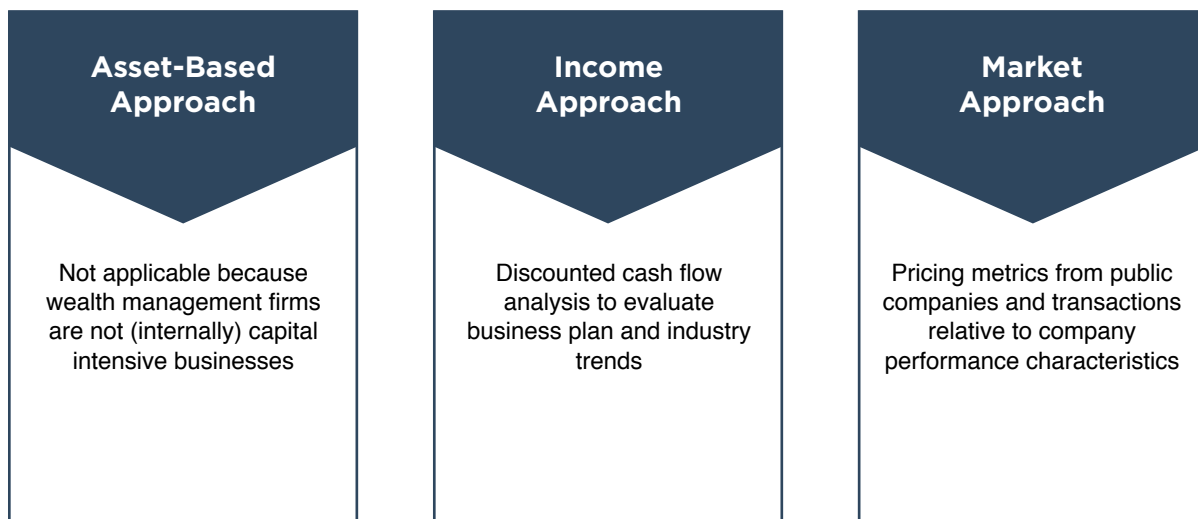 Asset-Based
Approach
Not applicable because
wealth management firms
are not (internally) capital
intensive businesses
Income
Approach
Discounted cash flow
analysis to evaluate
business plan and industry
trends
Market
Approach
Pricing metrics from public
companies and transactions
relative to company
performance characteristics